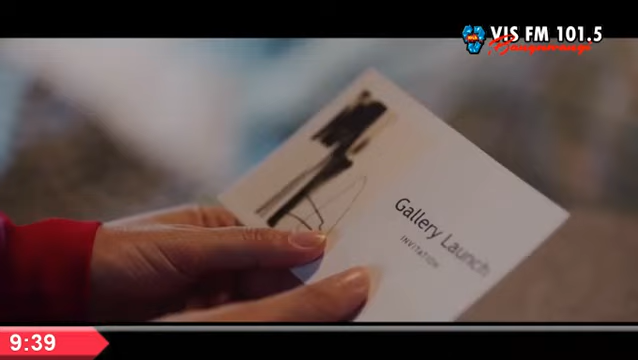 VIS FM 101.5
Banyuwangi
Gallery Launch
INVITATION
9:39